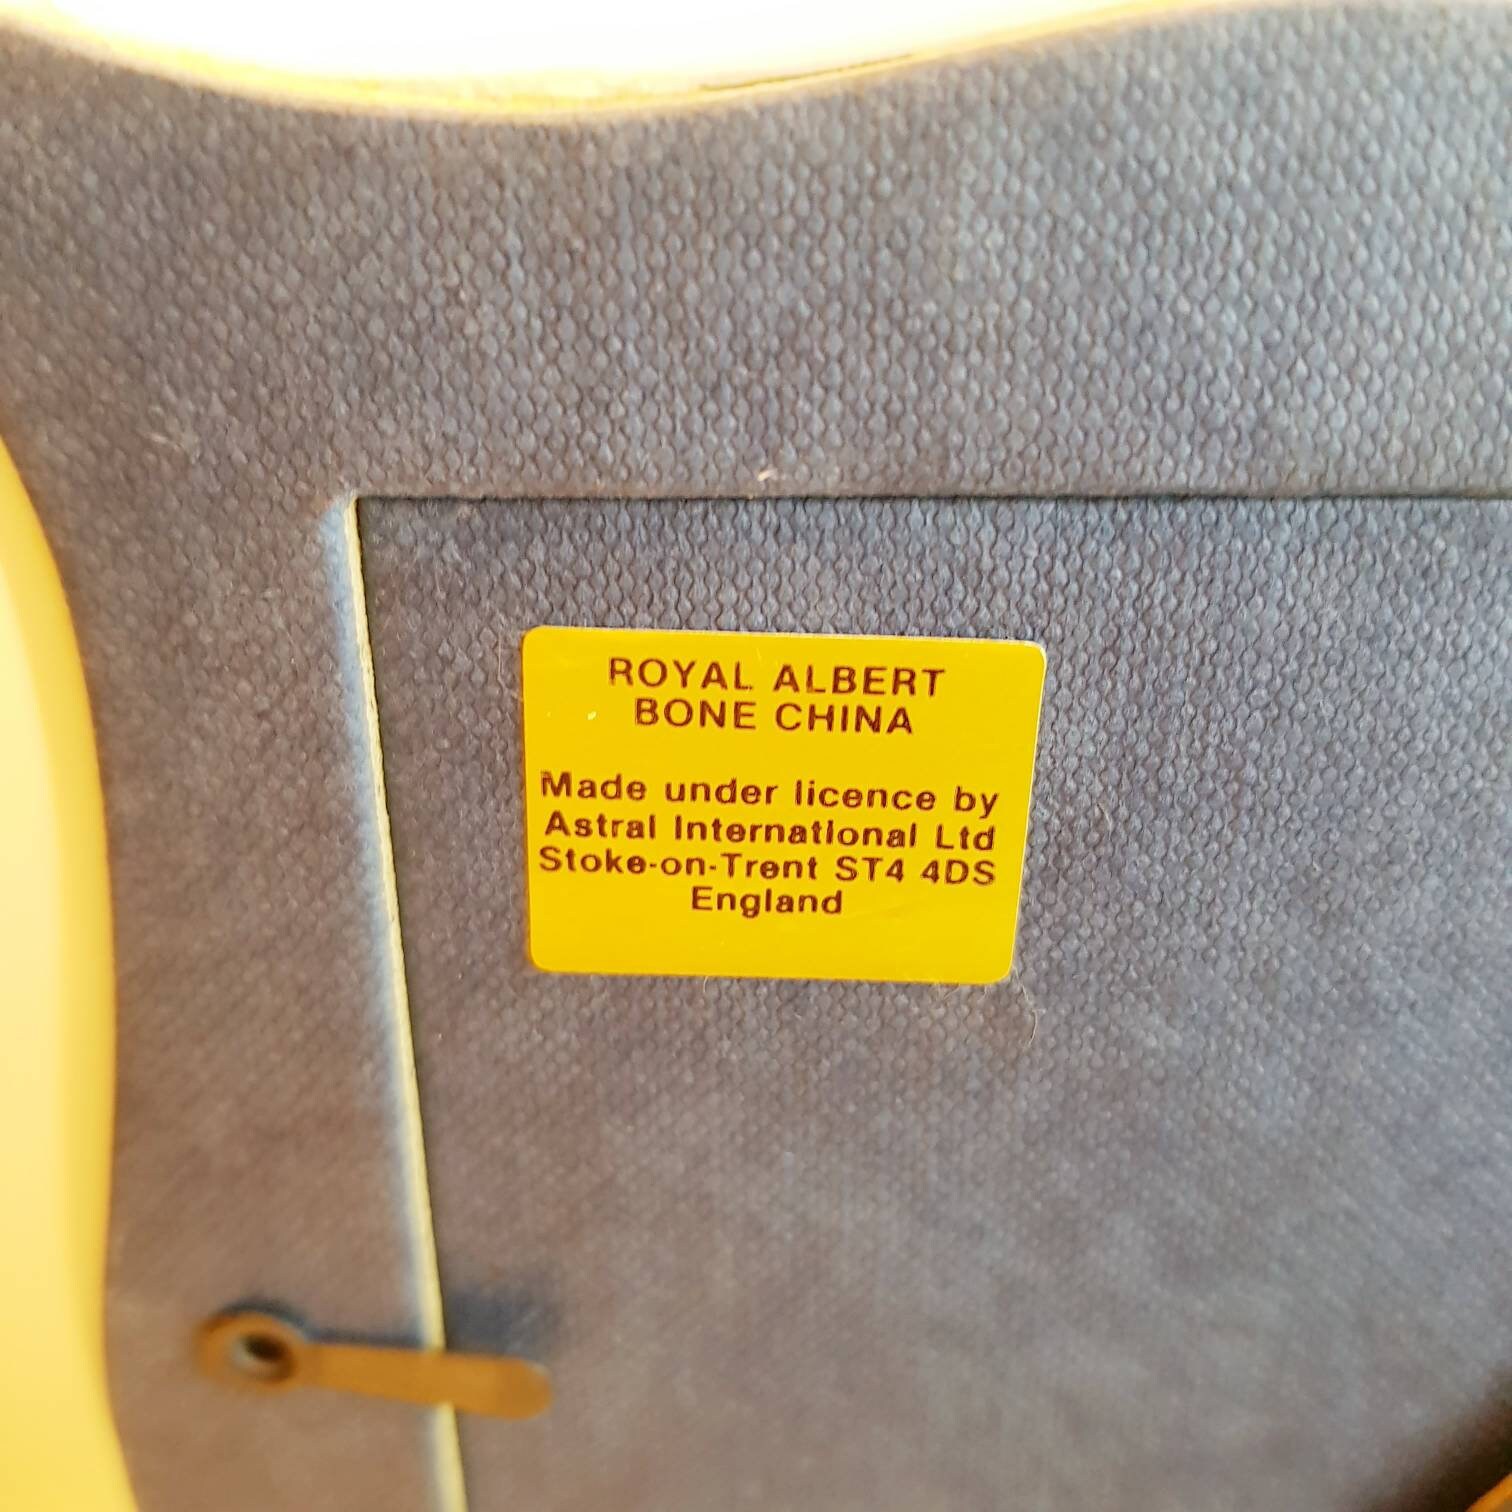 ROYAL ALBERT
BONE CHINA
Made under licence by
Astral International Ltd
Stoke-on-Trent ST4 4DS
England